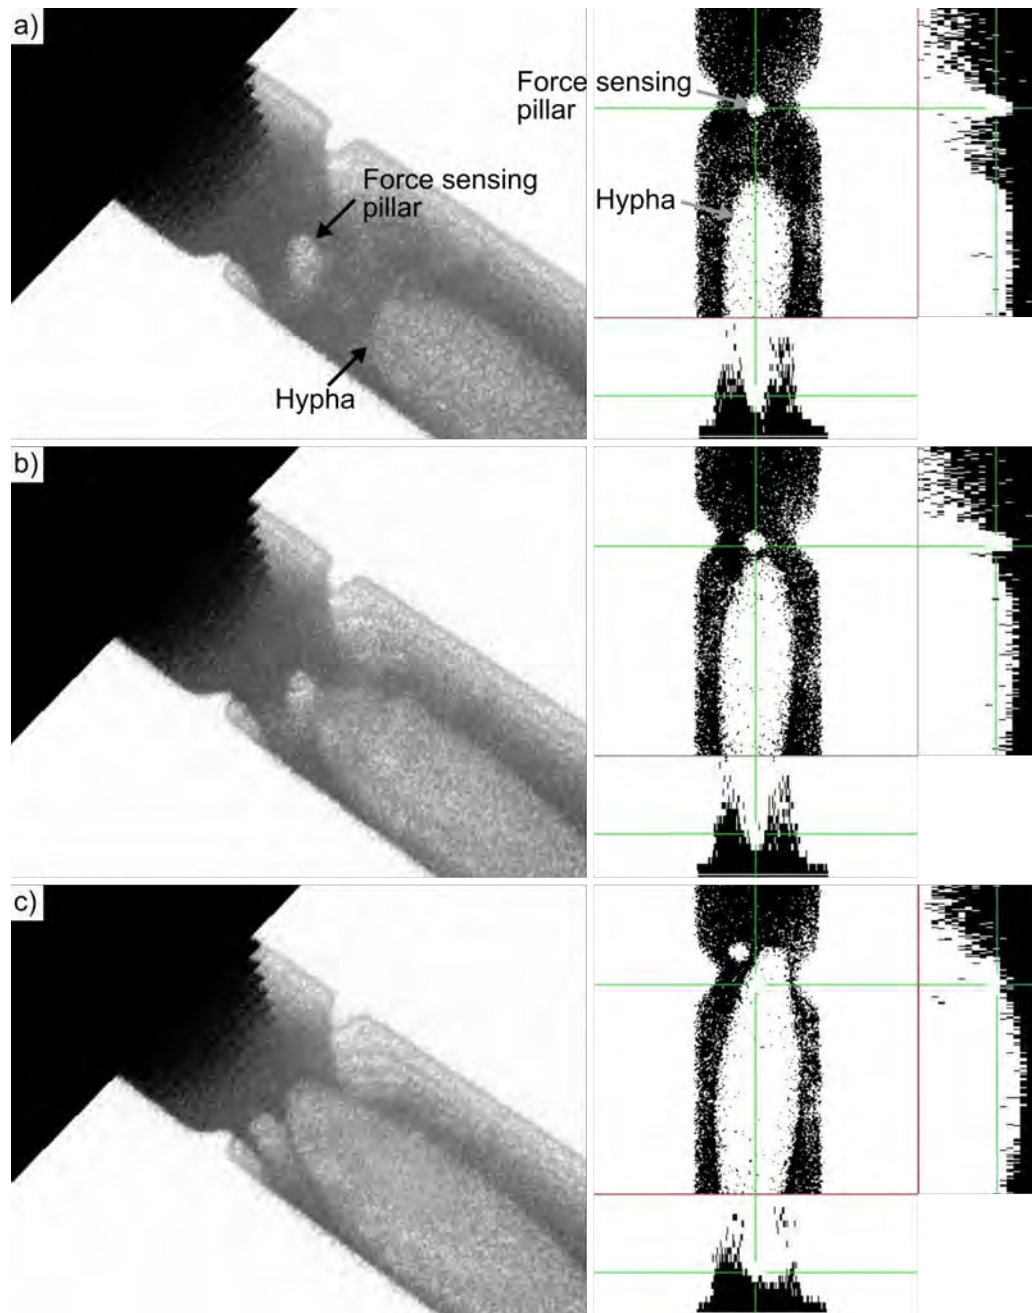 a)
Force sensing
pillar
Hypha
Force sensing
pillar
Hypha
b)
c)